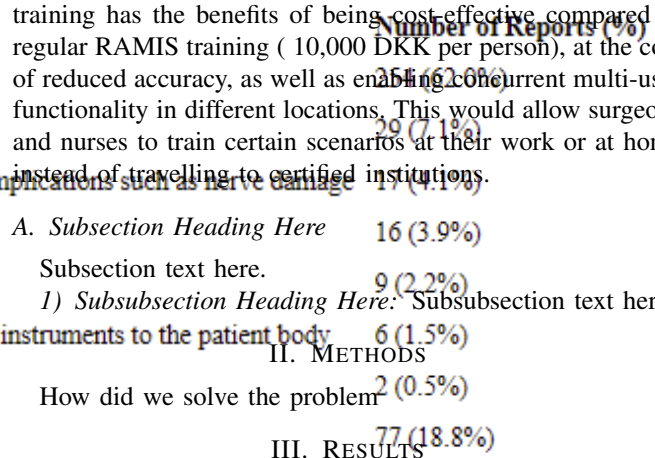 training has the benefits of being cost-effective compared
Number of Reports (%)
regular RAMIS training ( 10,000 DKK per person), at the co
of reduced accuracy, as well as enabling concurrent multi-us
254 (62.0%)
functionality in different locations. This would allow surgeo
29 (7.1%)
and nurses to train certain scenarios at their work or at hom
instead of travelling to certified institutions.
mplications such as nerve damage 17 (4.1%)
A. Subsection Heading Here
16 (3.9%)
Subsection text here.
9 (2.2%)
1) Subsubsection Heading Here: Subsubsection text her
instruments to the patient body 6 (1.5%)
II. METHODS
2 (0.5%)
How did we solve the problem
77 (18.8%)
III. RESULTS